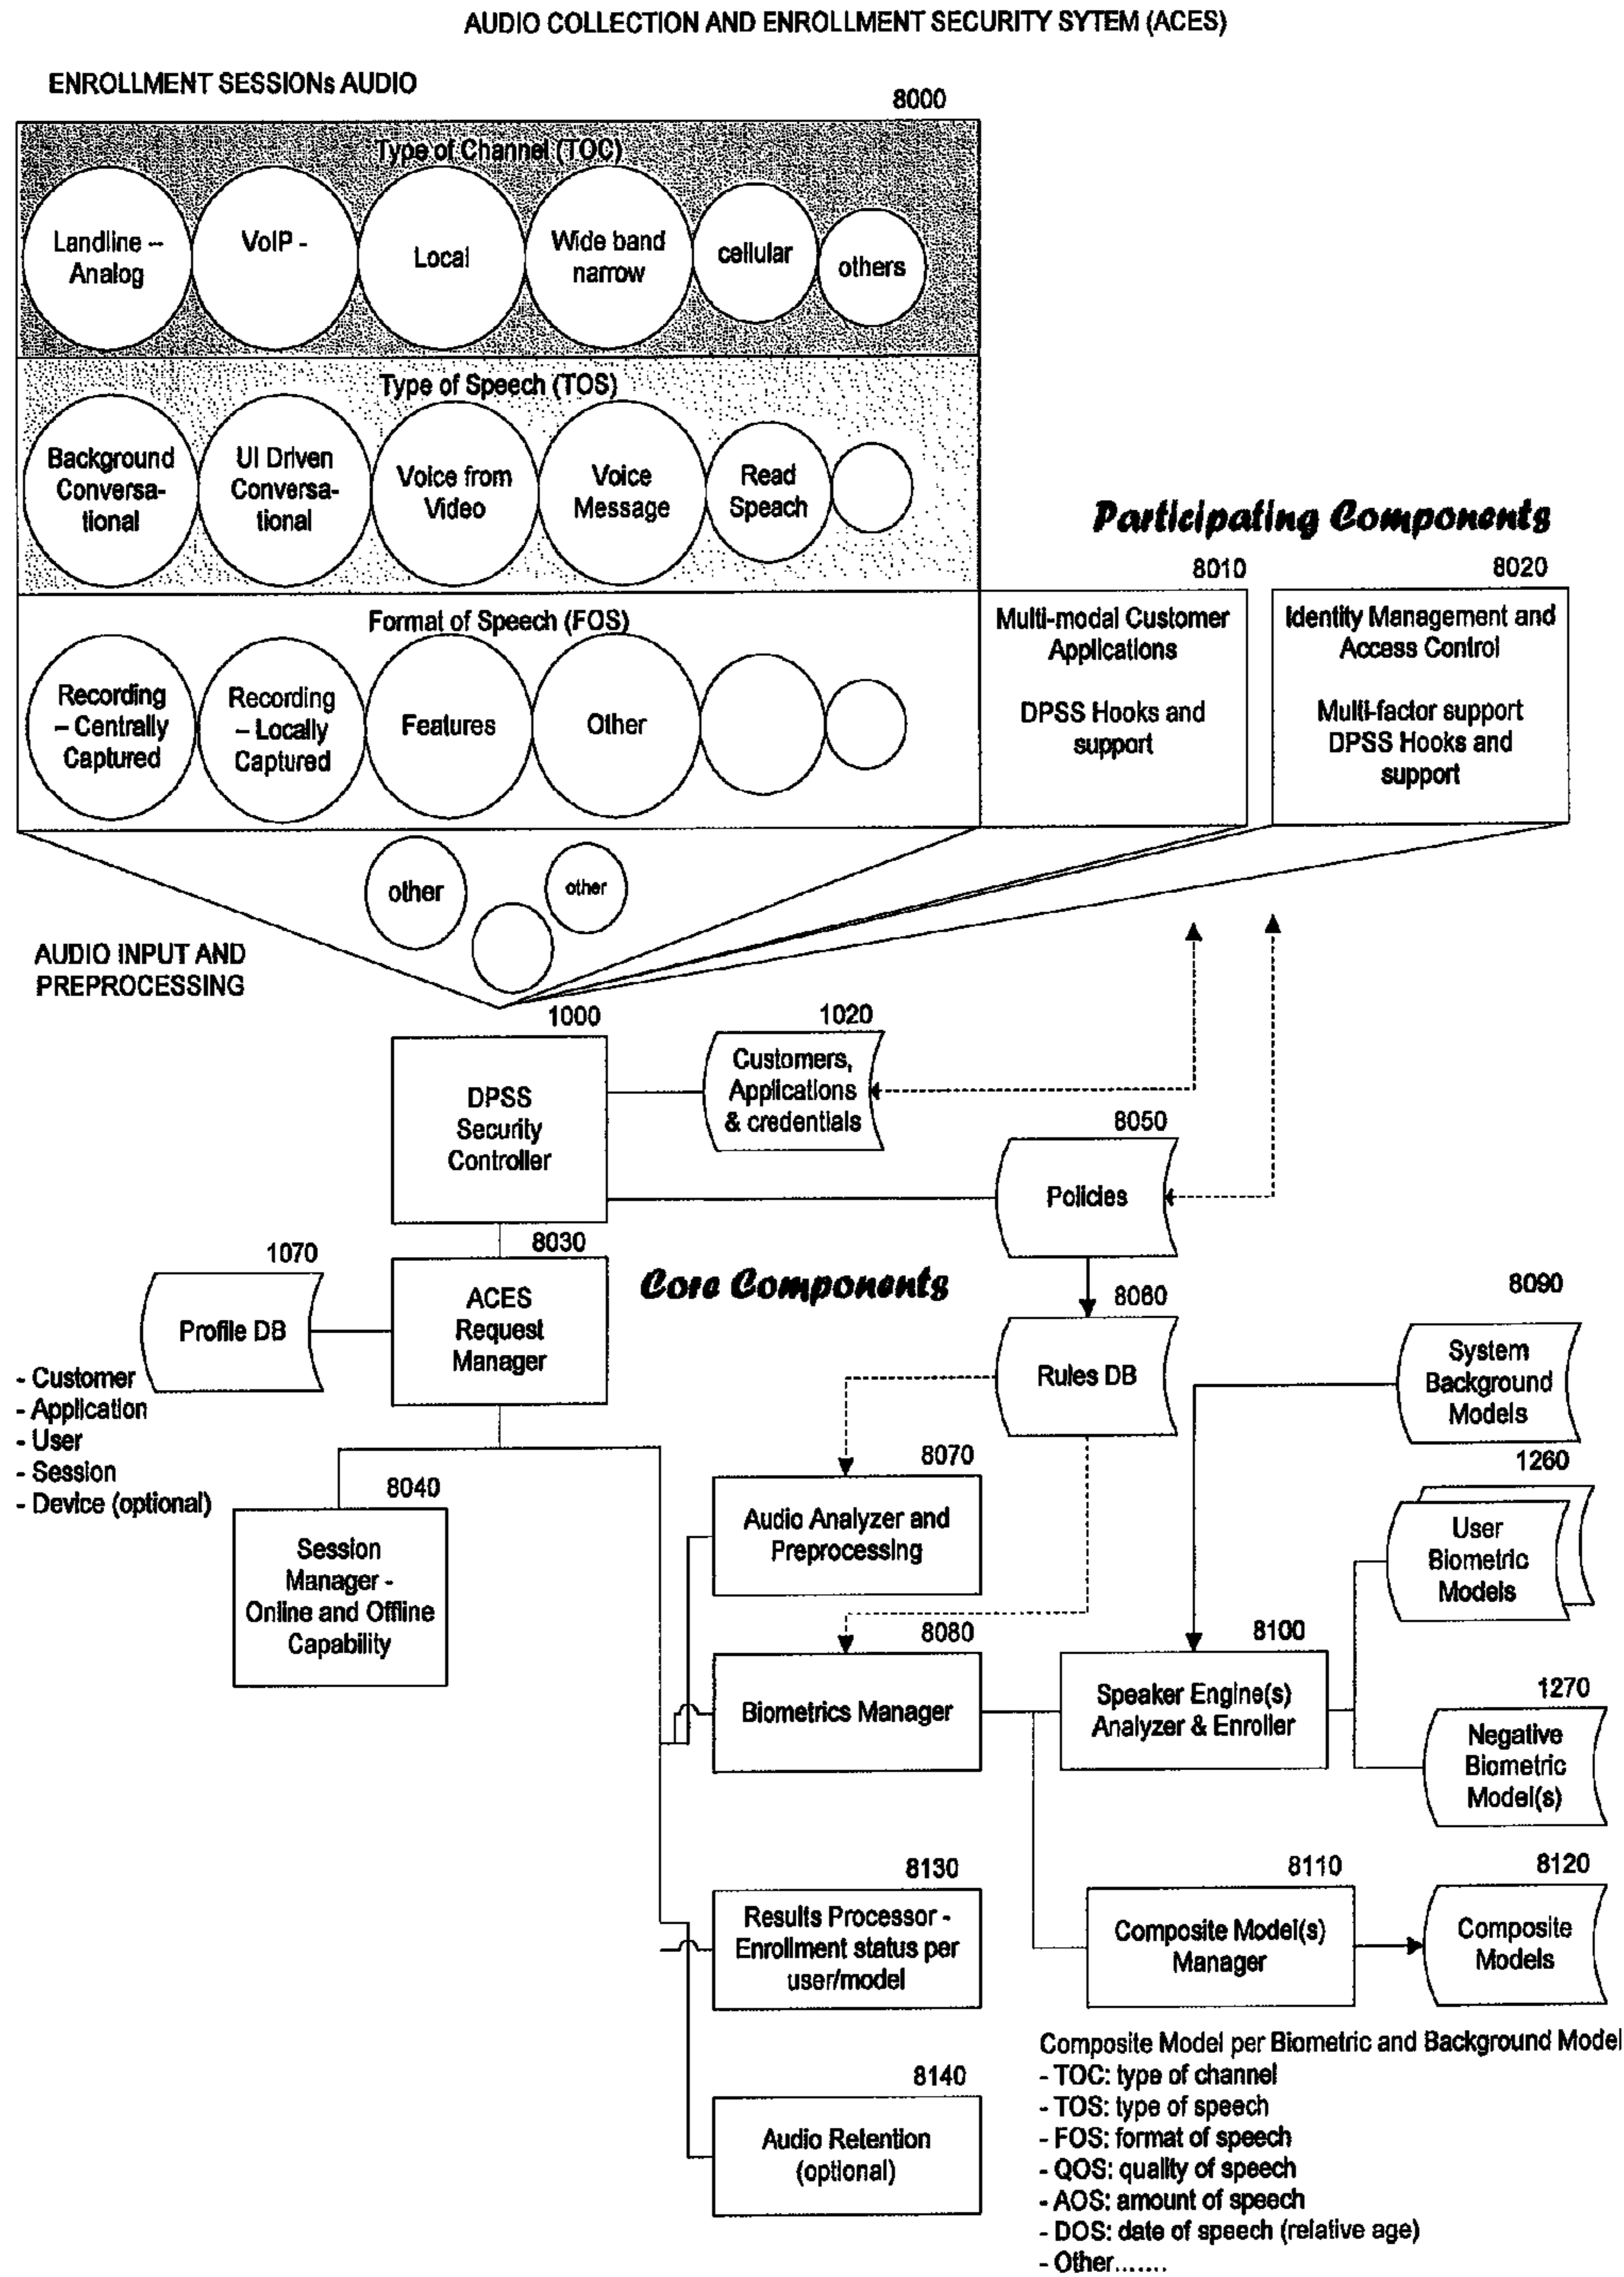 AUDIO COLLECTION AND ENROLLMENT SECURITY SYTEM (ACES)
ENROLLMENT SESSIONs AUDIO
8000
Type of Channel (TOC)
Landline –
Analog
VoIP -
Local
Wide band
narrow
cellular
others
Type of Speech (TOS)
Background
Conversa-
tional
UI Driven
Conversa-
tional
Voice from
Video
Voice
Message
Read
Speach
Participating Components
8010
8020
Format of Speech (FOS)
Recording
– Centrally
Captured
Recording
– Locally
Captured
Features
Other
Multi-modal Customer
Applications
DPSS Hooks and
support
Identity Management and
Access Control
Multi-factor support
DPSS Hooks and
support
other
other
AUDIO INPUT AND
PREPROCESSING
1000
DPSS
Security
Controller
1020
Customers,
Applications
& credentials
8050
Policies
1070
Profile DB
- Customer
- Application
- User
- Session
- Device (optional)
8030
ACES
Request
Manager
Core Components
8060
Rules DB
8090
System
Background
Models
8040
Session
Manager -
Online and Offline
Capability
8070
Audio Analyzer and
Preprocessing
1260
User
Biometric
Models
8080
Biometrics Manager
8100
Speaker Engine(s)
Analyzer & Enroller
1270
Negative
Biometric
Model(s)
8130
Results Processor -
Enrollment status per
user/model
8110
Composite Model(s)
Manager
8120
Composite
Models
8140
Audio Retention
(optional)
Composite Model per Biometric and Background Model
- TOC: type of channel
- TOS: type of speech
- FOS: format of speech
- QOS: quality of speech
- AOS: amount of speech
- DOS: date of speech (relative age)
- Other.......